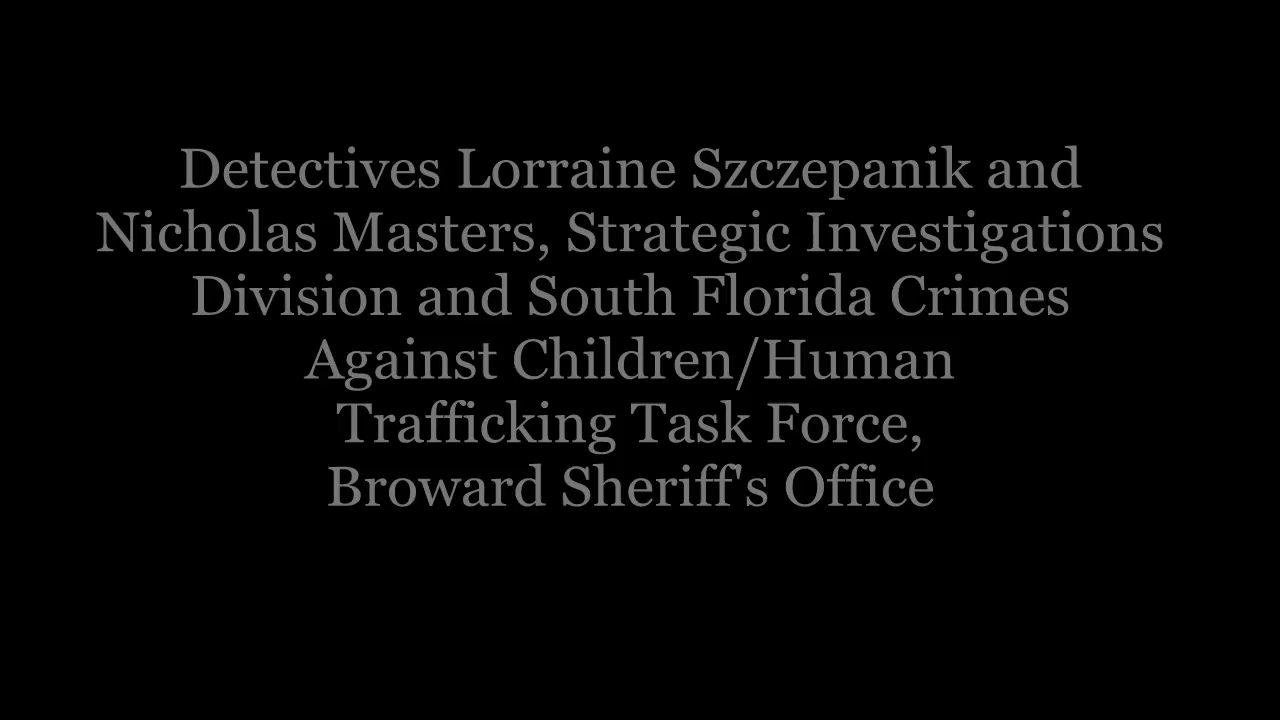 Detectives Lorraine Szczepanik and
Nicholas Masters, Strategic Investigations
Division and South Florida Crimes
Against Children/Human
Trafficking Task Force,
Broward Sheriff's Office